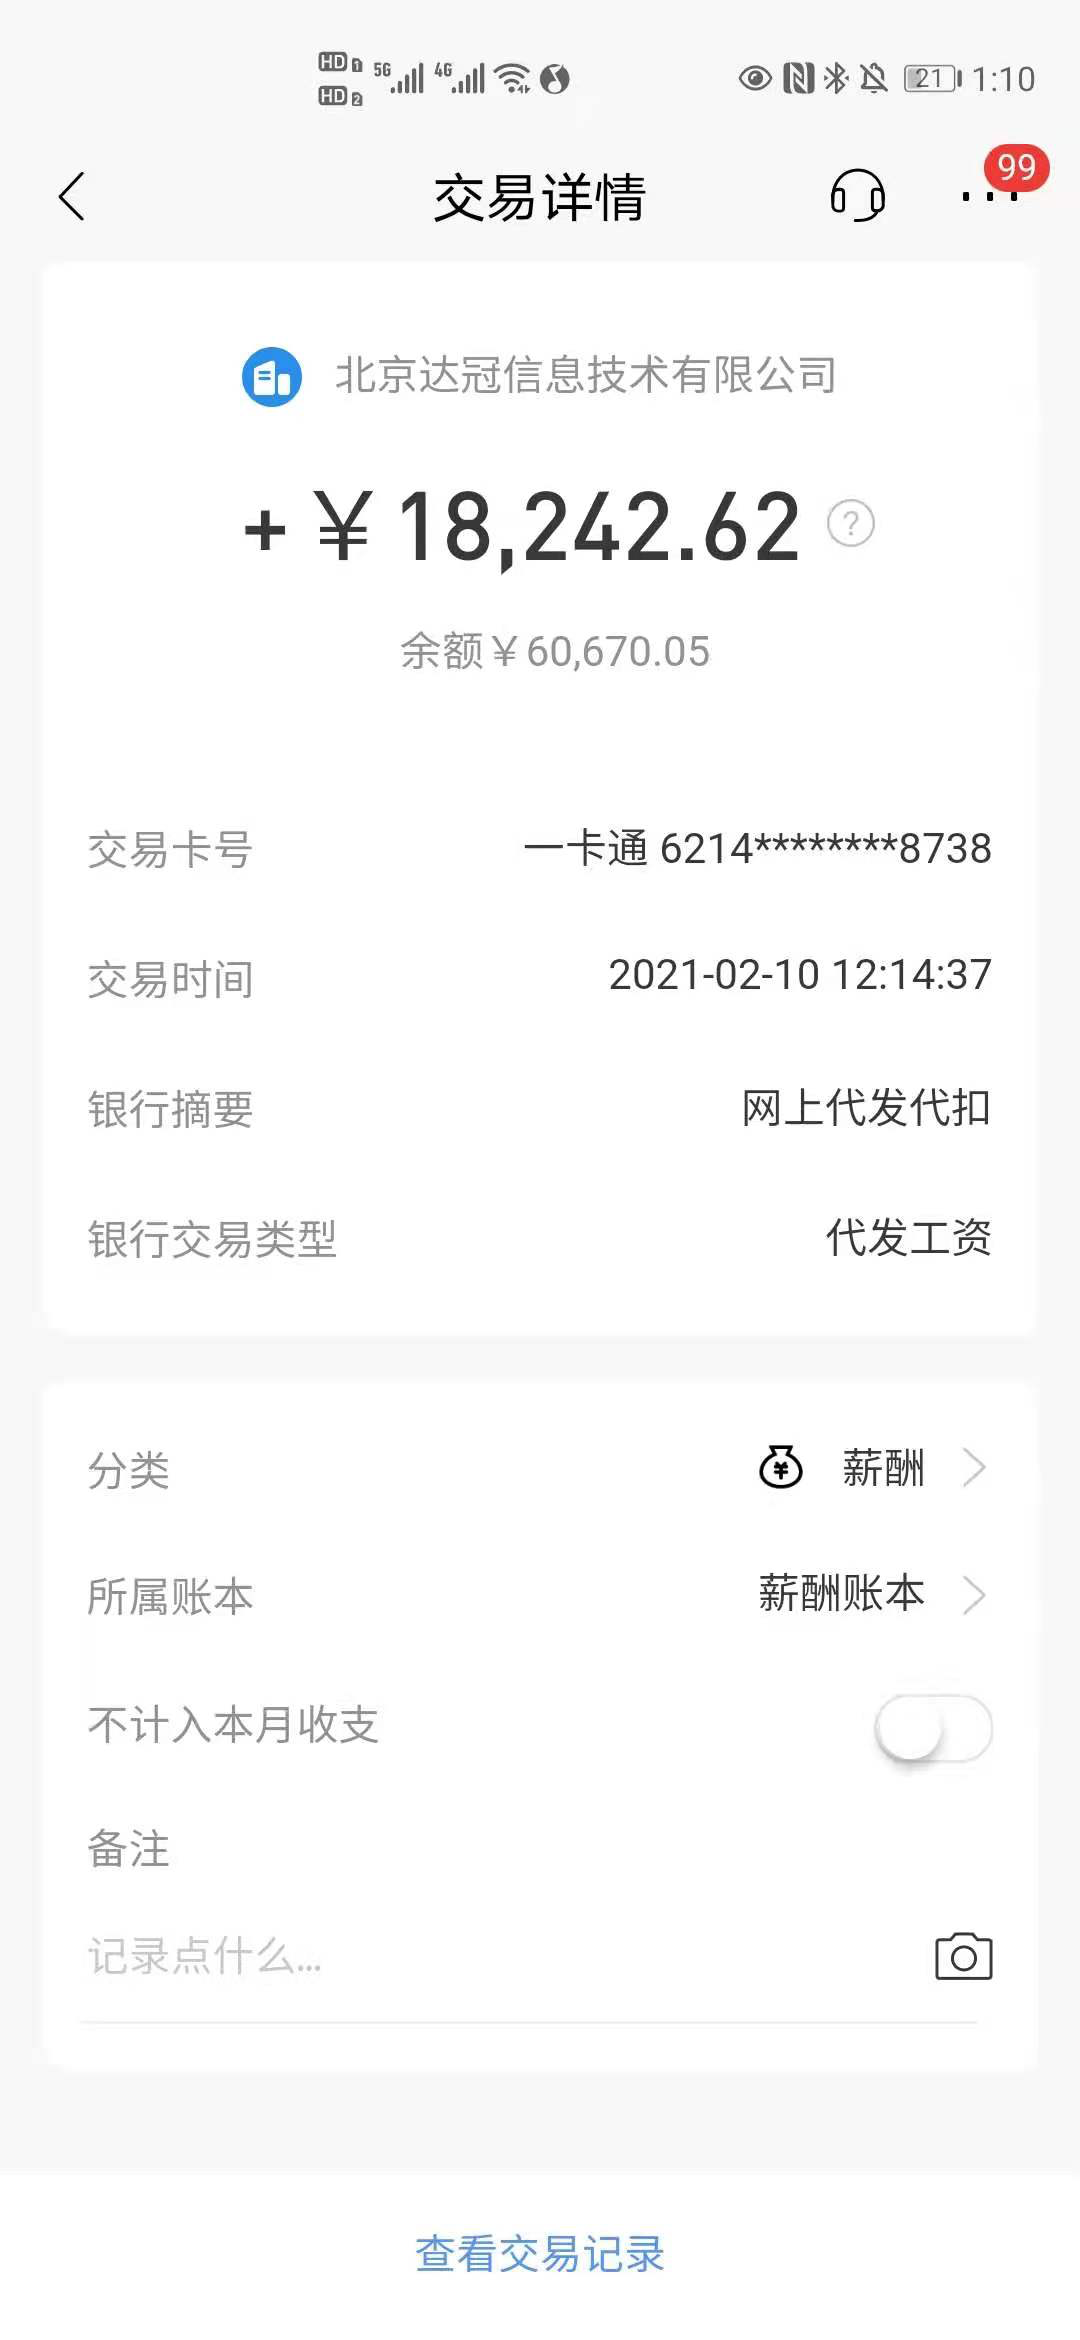 HD 1 5G 4G 21 1:10
HD 2
交易详情 99
北京达冠信息技术有限公司
+ ¥ 18,242.62 ?
余额¥60,670.05
交易卡号 一卡通 6214********8738
交易时间 2021-02-10 12:14:37
银行摘要 网上代发代扣
银行交易类型 代发工资
分类 ¥ 薪酬
所属账本 薪酬账本
不计入本月收支
备注
记录点什么...
查看交易记录